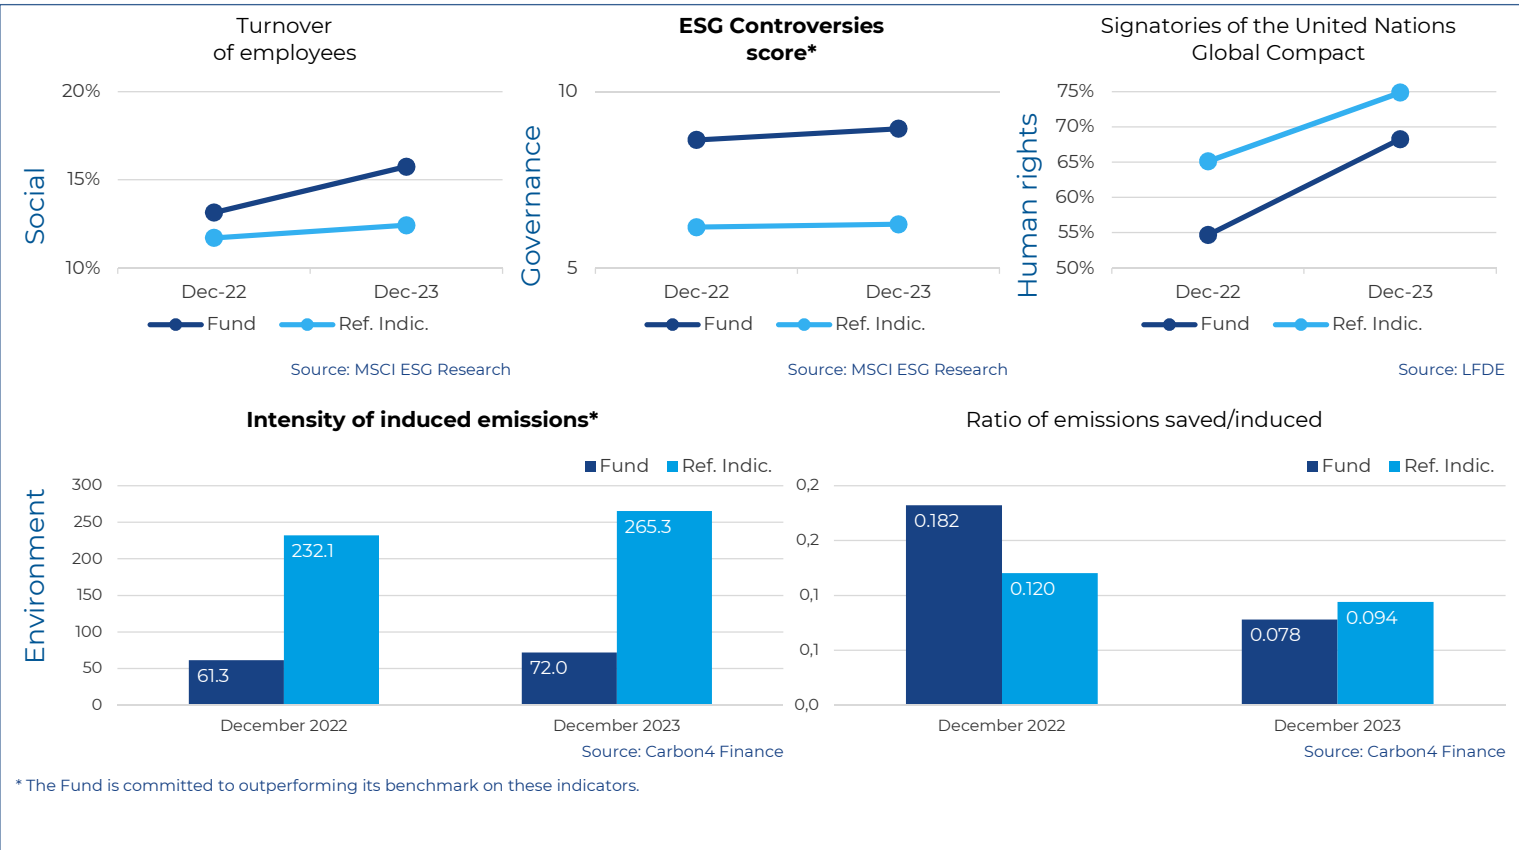 Turnover
of employees
Social
20%
15%
10%
Dec-22
Dec-23
Fund
Ref. Indic.
Source: MSCI ESG Research
ESG Controversies
score*
Governance
10
5
Dec-22
Dec-23
Fund
Ref. Indic.
Source: MSCI ESG Research
Signatories of the United Nations
Global Compact
Human rights
75%
70%
65%
60%
55%
50%
Dec-22
Dec-23
Fund
Ref. Indic.
Source: LFDE
Intensity of induced emissions*
Environment
Fund
Ref. Indic.
300
250
200
150
100
50
0
61.3
232.1
72.0
265.3
December 2022
December 2023
Source: Carbon4 Finance
Ratio of emissions saved/induced
Fund
Ref. Indic.
0,2
0,2
0,1
0,1
0,0
0.182
0.120
0.078
0.094
December 2022
December 2023
Source: Carbon4 Finance
* The Fund is committed to outperforming its benchmark on these indicators.